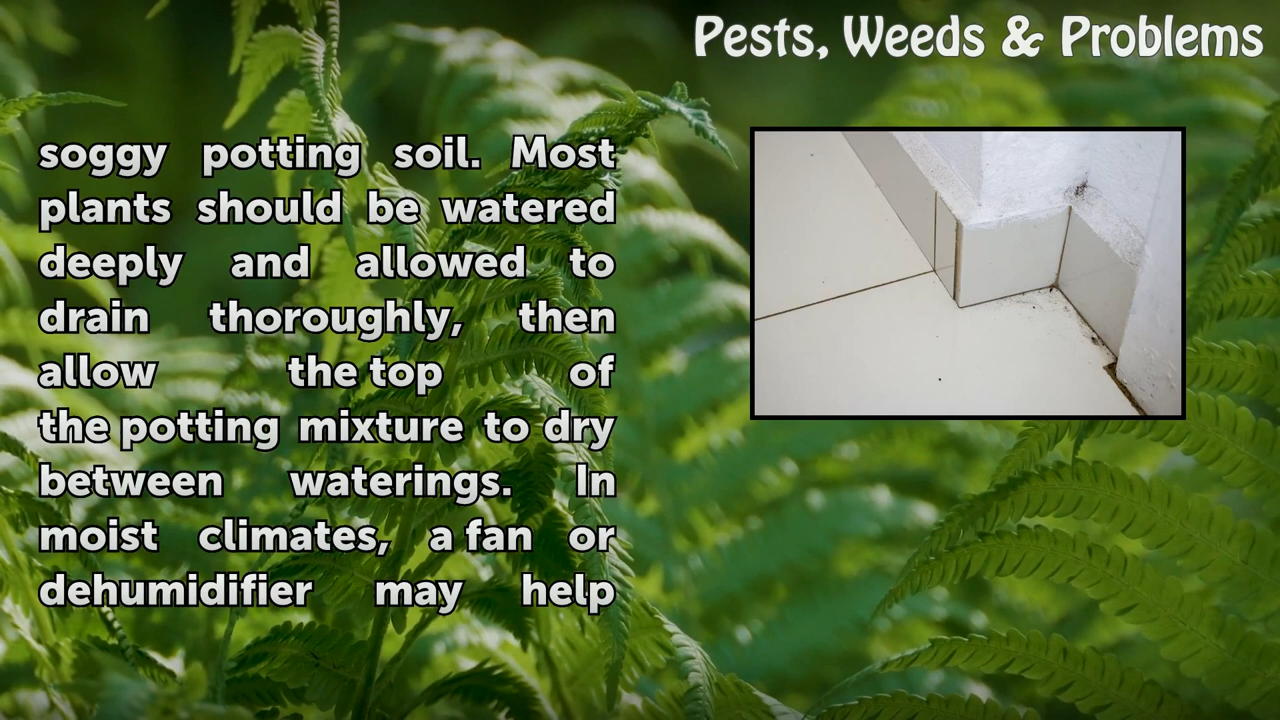 Pests, Weeds & Problems
soggy potting soil. Most
plants should be watered
deeply and allowed to
drain thoroughly, then
allow the top of
the potting mixture to dry
between waterings. In
moist climates, a fan or
dehumidifier may help